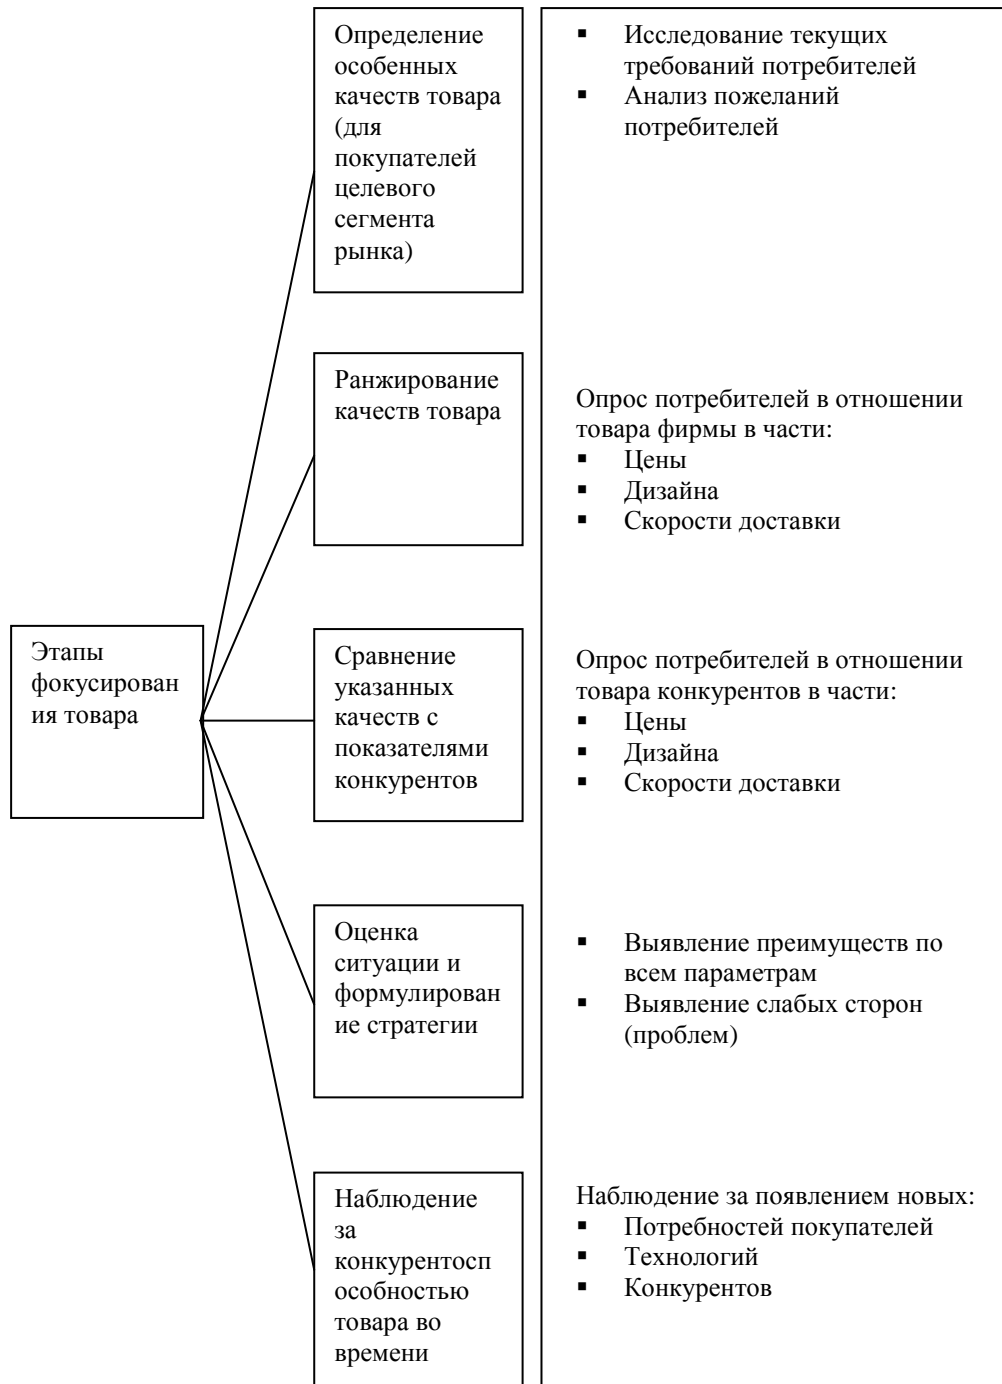 Определение
особенных
качеств товара
(для
покупателей
целевого
сегмента
рынка)
▪ Исследование текущих
требований потребителей
▪ Анализ пожеланий
потребителей
Ранжирование
качеств товара
Опрос потребителей в отношении
товара фирмы в части:
▪ Цены
▪ Дизайна
▪ Скорости доставки
Этапы
фокусирован
ия товара
Сравнение
указанных
качеств с
показателями
конкурентов
Опрос потребителей в отношении
товара конкурентов в части:
▪ Цены
▪ Дизайна
▪ Скорости доставки
Оценка
ситуации и
формулирован
ие стратегии
▪ Выявление преимуществ по
всем параметрам
▪ Выявление слабых сторон
(проблем)
Наблюдение
за
конкурентосп
особностью
товара во
времени
Наблюдение за появлением новых:
▪ Потребностей покупателей
▪ Технологий
▪ Конкурентов